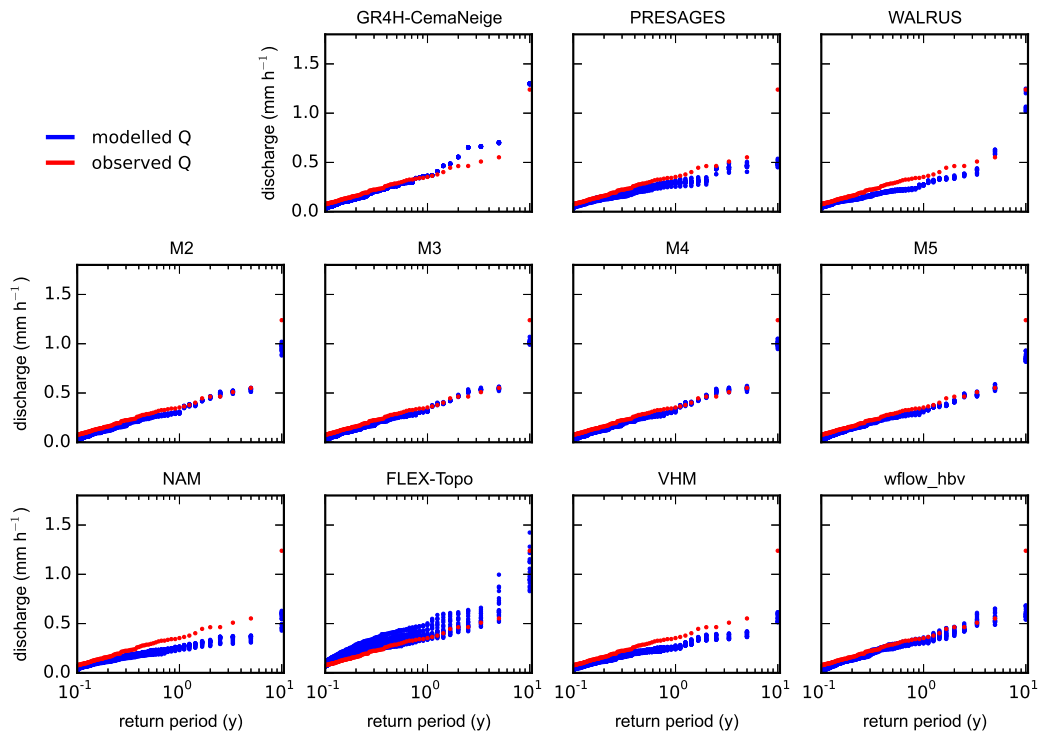 GR4H-CemaNeige PRESAGES WALRUS
discharge (mm h⁻¹)
1.5
1.0
0.5
0.0
modelled Q
observed Q
M2 M3 M4 M5
discharge (mm h⁻¹)
1.5
1.0
0.5
0.0
NAM FLEX-Topo VHM wflow_hbv
discharge (mm h⁻¹)
1.5
1.0
0.5
0.0
10⁻¹ 10⁰ 10¹ 10⁻¹ 10⁰ 10¹ 10⁻¹ 10⁰ 10¹ 10⁻¹ 10⁰ 10¹
return period (y) return period (y) return period (y) return period (y)